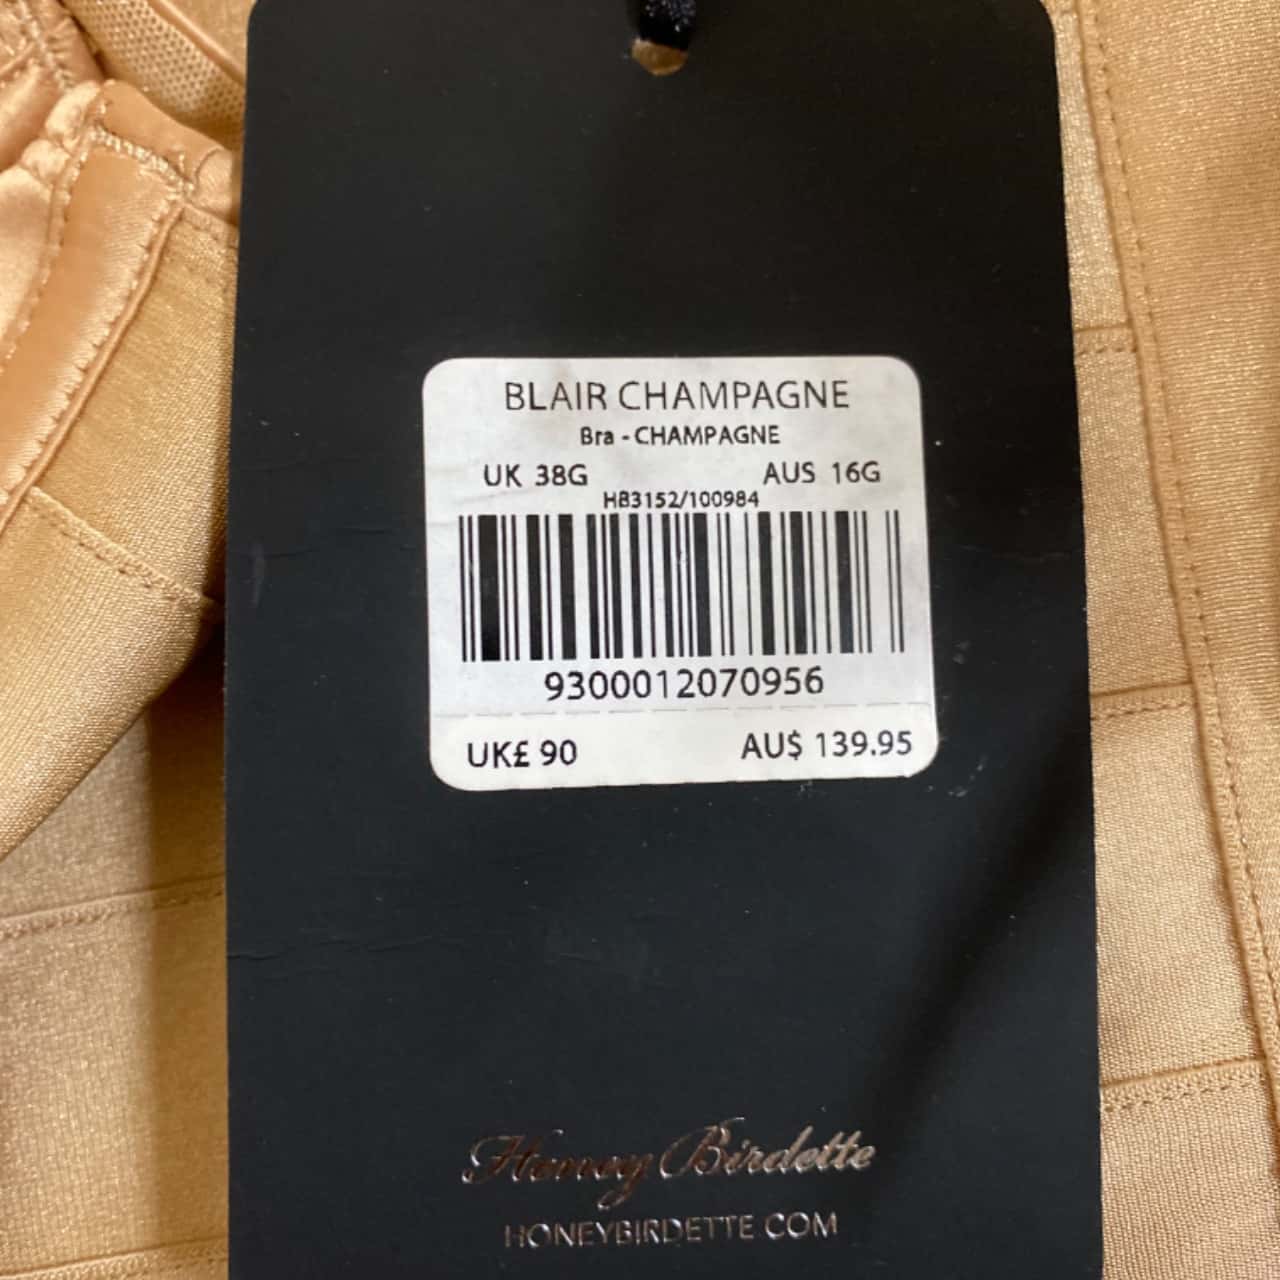 BLAIR CHAMPAGNE
Bra - CHAMPAGNE
UK 38G AUS 16G
HB3152/100984
9300012070956
UK£ 90 AU$ 139.95
Honey Birdette
HONEYBIRDETTE.COM